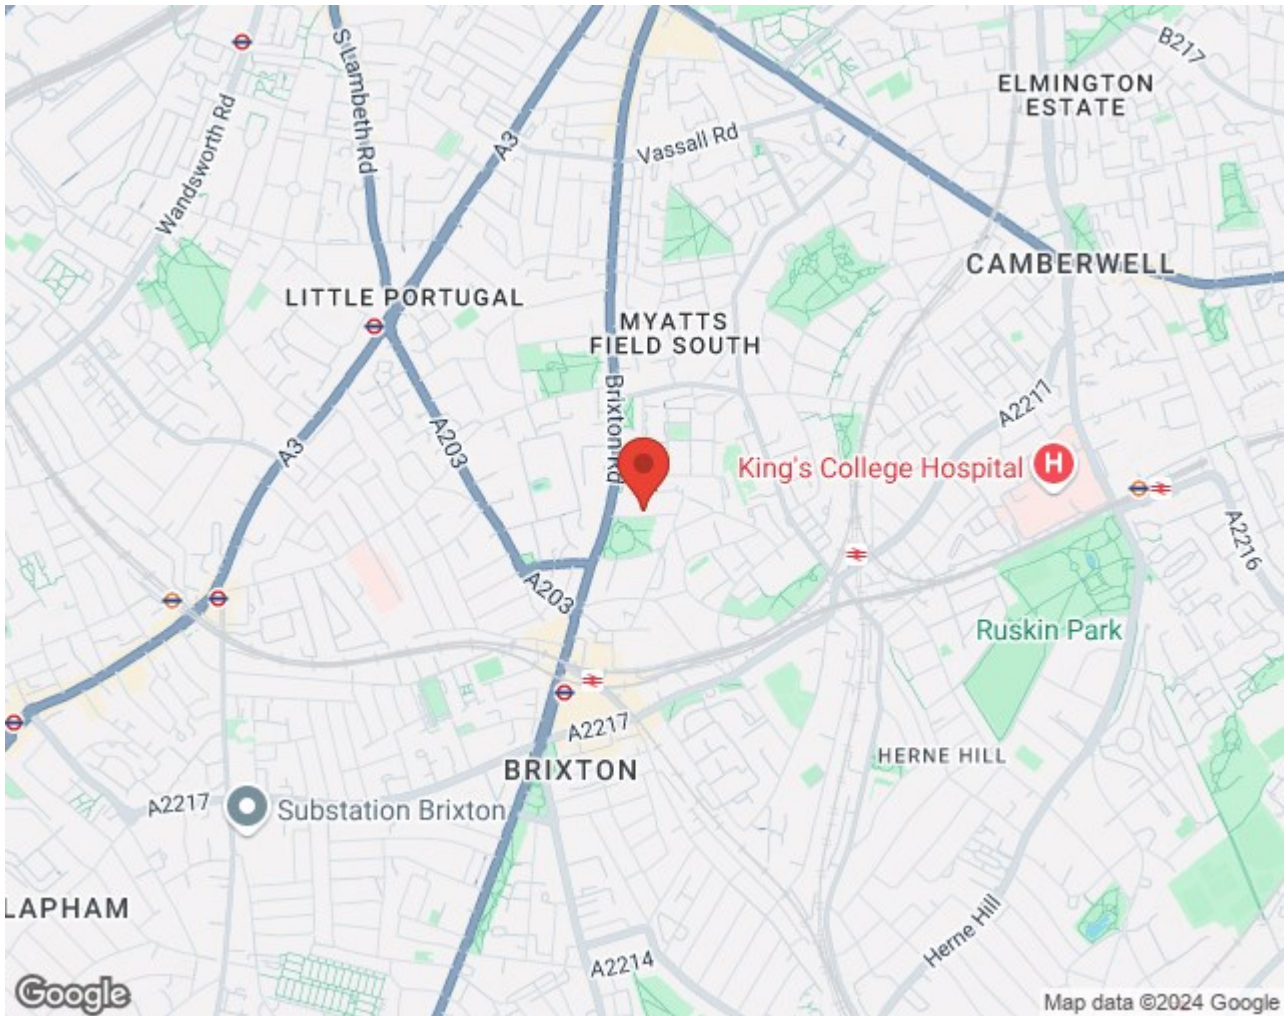 B217
S Lambeth Rd
ELMINGTON
ESTATE
Wandsworth Rd
A3
Vassall Rd
CAMBERWELL
LITTLE PORTUGAL
MYATTS
FIELD SOUTH
Brixton Rd
A2217
A203
A3
King's College Hospital
H
A2216
A203
Ruskin Park
A2217
HERNE HILL
BRIXTON
A2217
Substation Brixton
LAPHAM
Herne Hill
A2214
Google
Map data ©2024 Google